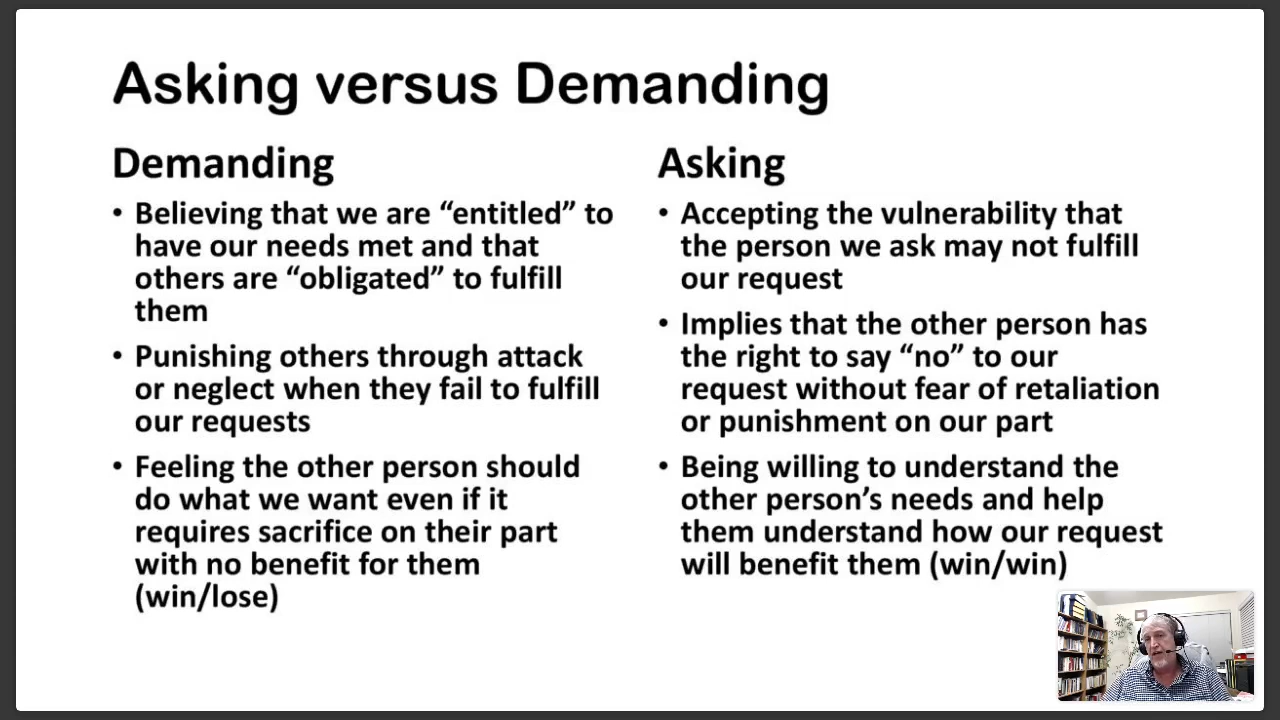 Asking versus Demanding
Demanding
• Believing that we are “entitled” to
have our needs met and that
others are “obligated” to fulfill
them
• Punishing others through attack
or neglect when they fail to fulfill
our requests
• Feeling the other person should
do what we want even if it
requires sacrifice on their part
with no benefit for them
(win/lose)
Asking
• Accepting the vulnerability that
the person we ask may not fulfill
our request
• Implies that the other person has
the right to say “no” to our
request without fear of retaliation
or punishment on our part
• Being willing to understand the
other person’s needs and help
them understand how our request
will benefit them (win/win)